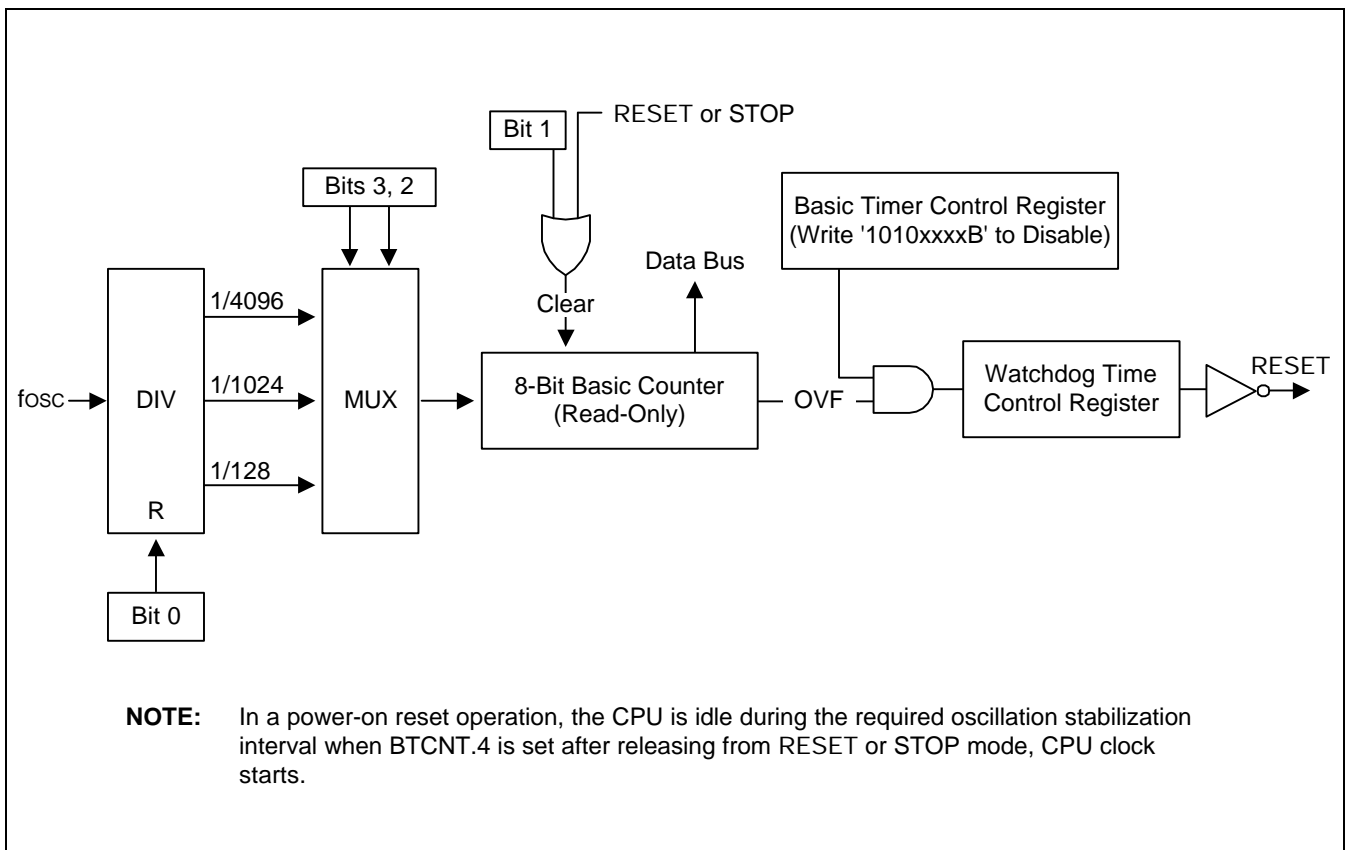 RESET or STOP
Bit 1
Bits 3, 2
Basic Timer Control Register
(Write '1010xxxxB' to Disable)
Data Bus
Clear
1/4096
fOSC
DIV
1/1024
MUX
8-Bit Basic Counter
(Read-Only)
OVF
Watchdog Time
Control Register
RESET
1/128
R
Bit 0
NOTE: In a power-on reset operation, the CPU is idle during the required oscillation stabilization
interval when BTCNT.4 is set after releasing from RESET or STOP mode, CPU clock
starts.